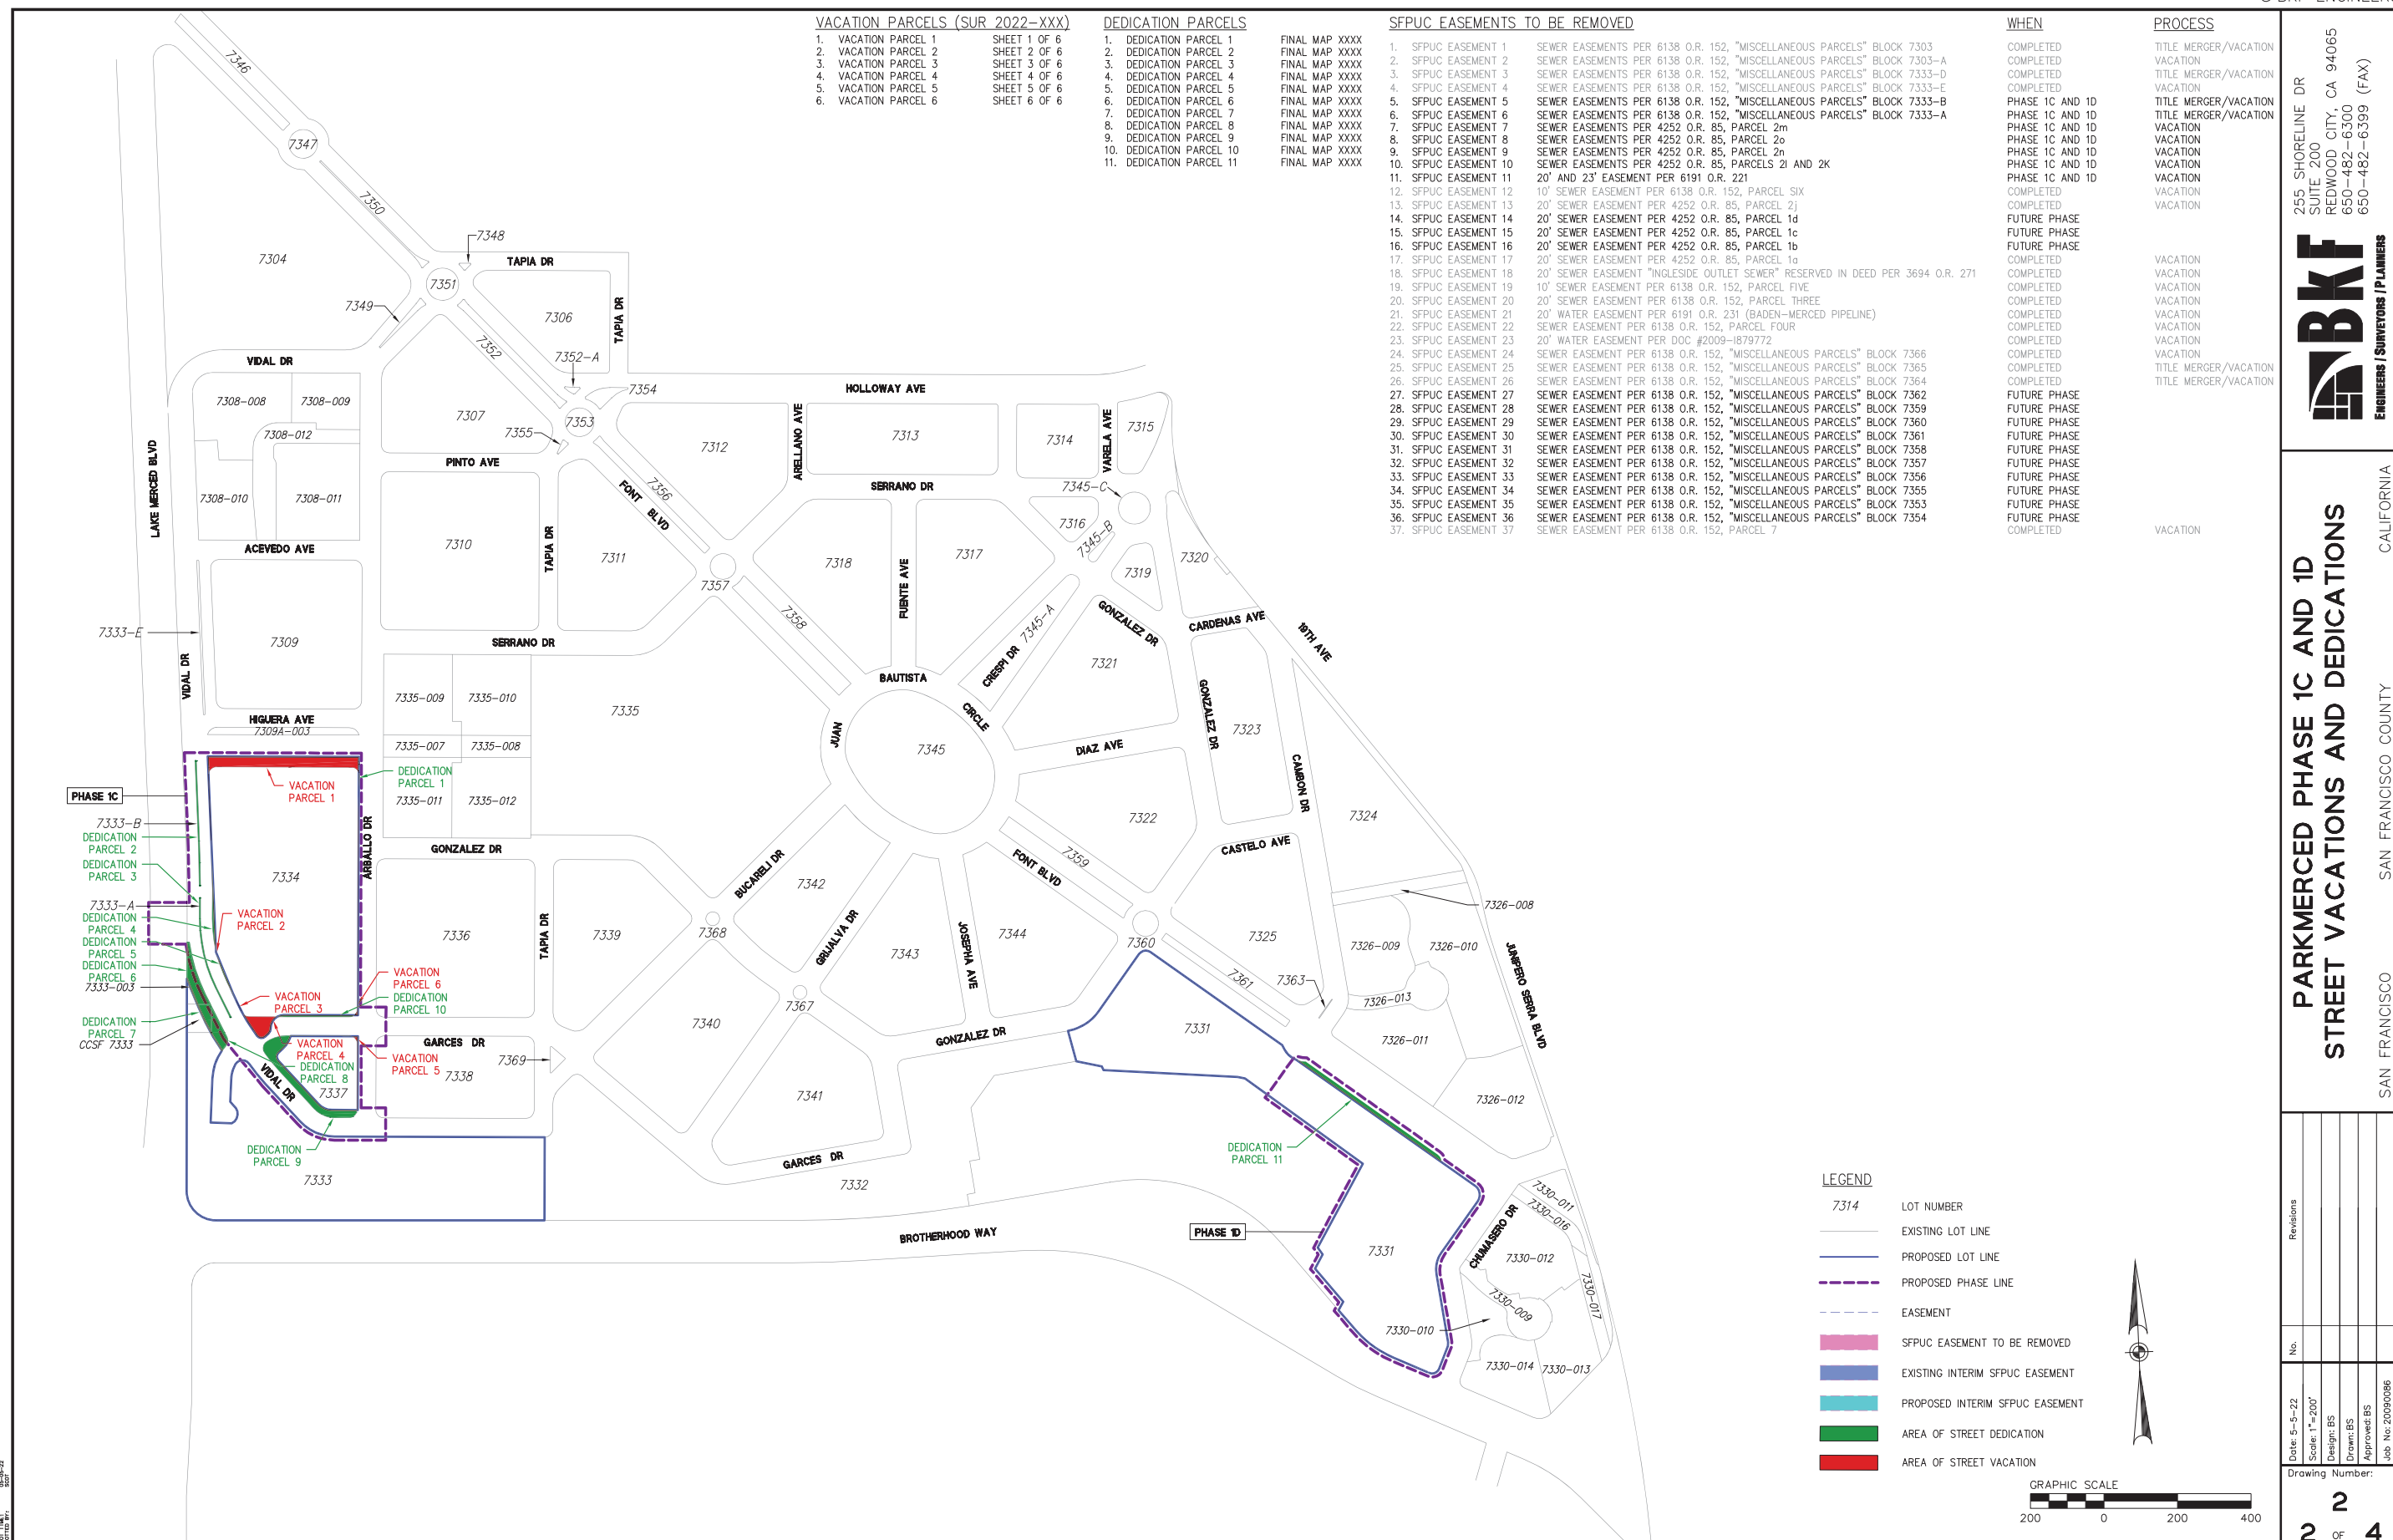 VACATION PARCELS (SUR 2022-XXX)
1. VACATION PARCEL 1 SHEET 1 OF 6
2. VACATION PARCEL 2 SHEET 2 OF 6
3. VACATION PARCEL 3 SHEET 3 OF 6
4. VACATION PARCEL 4 SHEET 4 OF 6
5. VACATION PARCEL 5 SHEET 5 OF 6
6. VACATION PARCEL 6 SHEET 6 OF 6
DEDICATION PARCELS
1. DEDICATION PARCEL 1 FINAL MAP XXXX
2. DEDICATION PARCEL 2 FINAL MAP XXXX
3. DEDICATION PARCEL 3 FINAL MAP XXXX
4. DEDICATION PARCEL 4 FINAL MAP XXXX
5. DEDICATION PARCEL 5 FINAL MAP XXXX
6. DEDICATION PARCEL 6 FINAL MAP XXXX
7. DEDICATION PARCEL 7 FINAL MAP XXXX
8. DEDICATION PARCEL 8 FINAL MAP XXXX
9. DEDICATION PARCEL 9 FINAL MAP XXXX
10. DEDICATION PARCEL 10 FINAL MAP XXXX
11. DEDICATION PARCEL 11 FINAL MAP XXXX
SFPUC EASEMENTS TO BE REMOVED WHEN PROCESS
1. SFPUC EASEMENT 1 SEWER EASEMENTS PER 6138 O.R. 152, "MISCELLANEOUS PARCELS" BLOCK 7303 COMPLETED TITLE MERGER/VACATION
2. SFPUC EASEMENT 2 SEWER EASEMENTS PER 6138 O.R. 152, "MISCELLANEOUS PARCELS" BLOCK 7303-A COMPLETED VACATION
3. SFPUC EASEMENT 3 SEWER EASEMENTS PER 6138 O.R. 152, "MISCELLANEOUS PARCELS" BLOCK 7333-D COMPLETED TITLE MERGER/VACATION
4. SFPUC EASEMENT 4 SEWER EASEMENTS PER 6138 O.R. 152, "MISCELLANEOUS PARCELS" BLOCK 7333-E COMPLETED VACATION
5. SFPUC EASEMENT 5 SEWER EASEMENTS PER 6138 O.R. 152, "MISCELLANEOUS PARCELS" BLOCK 7333-B PHASE 1C AND 1D TITLE MERGER/VACATION
6. SFPUC EASEMENT 6 SEWER EASEMENTS PER 6138 O.R. 152, "MISCELLANEOUS PARCELS" BLOCK 7333-A PHASE 1C AND 1D TITLE MERGER/VACATION
7. SFPUC EASEMENT 7 SEWER EASEMENTS PER 4252 O.R. 85, PARCEL 2m PHASE 1C AND 1D VACATION
8. SFPUC EASEMENT 8 SEWER EASEMENTS PER 4252 O.R. 85, PARCEL 2o PHASE 1C AND 1D VACATION
9. SFPUC EASEMENT 9 SEWER EASEMENTS PER 4252 O.R. 85, PARCEL 2n PHASE 1C AND 1D VACATION
10. SFPUC EASEMENT 10 SEWER EASEMENTS PER 4252 O.R. 85, PARCELS 2I AND 2K PHASE 1C AND 1D VACATION
11. SFPUC EASEMENT 11 20' AND 23' EASEMENT PER 6191 O.R. 221 PHASE 1C AND 1D VACATION
12. SFPUC EASEMENT 12 10' SEWER EASEMENT PER 6138 O.R. 152, PARCEL SIX COMPLETED VACATION
13. SFPUC EASEMENT 13 20' SEWER EASEMENT PER 4252 O.R. 85, PARCEL 2j COMPLETED VACATION
14. SFPUC EASEMENT 14 20' SEWER EASEMENT PER 4252 O.R. 85, PARCEL 1d FUTURE PHASE
15. SFPUC EASEMENT 15 20' SEWER EASEMENT PER 4252 O.R. 85, PARCEL 1c FUTURE PHASE
16. SFPUC EASEMENT 16 20' SEWER EASEMENT PER 4252 O.R. 85, PARCEL 1b FUTURE PHASE
17. SFPUC EASEMENT 17 20' SEWER EASEMENT PER 4252 O.R. 85, PARCEL 1a COMPLETED VACATION
18. SFPUC EASEMENT 18 20' SEWER EASEMENT "INGLESIDE OUTLET SEWER" RESERVED IN DEED PER 3694 O.R. 271 COMPLETED VACATION
19. SFPUC EASEMENT 19 10' SEWER EASEMENT PER 6138 O.R. 152, PARCEL FIVE COMPLETED VACATION
20. SFPUC EASEMENT 20 20' SEWER EASEMENT PER 6138 O.R. 152, PARCEL THREE COMPLETED VACATION
21. SFPUC EASEMENT 21 20' WATER EASEMENT PER 6191 O.R. 231 (BADEN-MERCED PIPELINE) COMPLETED VACATION
22. SFPUC EASEMENT 22 SEWER EASEMENT PER 6138 O.R. 152, PARCEL FOUR COMPLETED VACATION
23. SFPUC EASEMENT 23 20' WATER EASEMENT PER DOC #2009-I879772 COMPLETED VACATION
24. SFPUC EASEMENT 24 SEWER EASEMENT PER 6138 O.R. 152, "MISCELLANEOUS PARCELS" BLOCK 7366 COMPLETED VACATION
25. SFPUC EASEMENT 25 SEWER EASEMENT PER 6138 O.R. 152, "MISCELLANEOUS PARCELS" BLOCK 7365 COMPLETED TITLE MERGER/VACATION
26. SFPUC EASEMENT 26 SEWER EASEMENT PER 6138 O.R. 152, "MISCELLANEOUS PARCELS" BLOCK 7364 COMPLETED TITLE MERGER/VACATION
27. SFPUC EASEMENT 27 SEWER EASEMENT PER 6138 O.R. 152, "MISCELLANEOUS PARCELS" BLOCK 7362 FUTURE PHASE
28. SFPUC EASEMENT 28 SEWER EASEMENT PER 6138 O.R. 152, "MISCELLANEOUS PARCELS" BLOCK 7359 FUTURE PHASE
29. SFPUC EASEMENT 29 SEWER EASEMENT PER 6138 O.R. 152, "MISCELLANEOUS PARCELS" BLOCK 7360 FUTURE PHASE
30. SFPUC EASEMENT 30 SEWER EASEMENT PER 6138 O.R. 152, "MISCELLANEOUS PARCELS" BLOCK 7361 FUTURE PHASE
31. SFPUC EASEMENT 31 SEWER EASEMENT PER 6138 O.R. 152, "MISCELLANEOUS PARCELS" BLOCK 7358 FUTURE PHASE
32. SFPUC EASEMENT 32 SEWER EASEMENT PER 6138 O.R. 152, "MISCELLANEOUS PARCELS" BLOCK 7357 FUTURE PHASE
33. SFPUC EASEMENT 33 SEWER EASEMENT PER 6138 O.R. 152, "MISCELLANEOUS PARCELS" BLOCK 7356 FUTURE PHASE
34. SFPUC EASEMENT 34 SEWER EASEMENT PER 6138 O.R. 152, "MISCELLANEOUS PARCELS" BLOCK 7355 FUTURE PHASE
35. SFPUC EASEMENT 35 SEWER EASEMENT PER 6138 O.R. 152, "MISCELLANEOUS PARCELS" BLOCK 7353 FUTURE PHASE
36. SFPUC EASEMENT 36 SEWER EASEMENT PER 6138 O.R. 152, "MISCELLANEOUS PARCELS" BLOCK 7354 FUTURE PHASE
37. SFPUC EASEMENT 37 SEWER EASEMENT PER 6138 O.R. 152, PARCEL 7 COMPLETED VACATION
7346
7347
7350
7304
7348
7351
TAPIA DR
7349
7306
TAPIA DR
7352
7352-A
VIDAL DR
7354
HOLLOWAY AVE
7308-008
7308-009
7307
7353
7355
7308-012
7312
ARELLANO AVE
7313
7314
VARELA AVE
7315
LAKE MERCED BLVD
PINTO AVE
7356
FONT BLVD
SERRANO DR
7345-C
7308-010
7308-011
7316
7345-B
ACEVEDO AVE
7310
TAPIA DR
7311
7357
7318
FUENTE AVE
7317
7319
7320
7358
7345-A
GONZALEZ DR
CARDENAS AVE
19TH AVE
7333-E
7309
SERRANO DR
VIDAL DR
BAUTISTA
CRESPI DR
7321
GONZALEZ DR
7335-009
7335-010
7335
HIGUERA AVE
7309A-003
JUAN
CIRCLE
7323
7335-007
7335-008
7345
DIAZ AVE
CAMBON DR
DEDICATION
PARCEL 1
VACATION
PARCEL 1
PHASE 1C
7335-011
7335-012
7322
7324
7333-B
DEDICATION
PARCEL 2
DEDICATION
PARCEL 3
ARBALLO DR
GONZALEZ DR
CASTELO AVE
7334
BUCARELI DR
7342
FONT BLVD
7359
7333-A
DEDICATION
PARCEL 4
DEDICATION
PARCEL 5
DEDICATION
PARCEL 6
7333-003
DEDICATION
PARCEL 7
CCSF 7333
VACATION
PARCEL 2
7336
TAPIA DR
7339
7368
GRIJALVA DR
7343
JOSEPHA AVE
7344
7360
7325
7326-008
7326-009
7326-010
JUNIPERO SERRA BLVD
VACATION
PARCEL 6
VACATION
PARCEL 3
DEDICATION
PARCEL 10
7361
7363
7326-013
7367
7340
7331
GONZALEZ DR
7326-011
GARCES DR
VACATION
PARCEL 4
VACATION
PARCEL 5
DEDICATION
PARCEL 8
7369
7338
VIDAL DR
7337
7341
7326-012
DEDICATION
PARCEL 9
DEDICATION
PARCEL 11
GARCES DR
7333
7332
7330-011
7330-016
BROTHERHOOD WAY
PHASE 1D
7331
CHUMASERO DR
7330-012
7330-017
7330-009
7330-010
7330-014
7330-013
LEGEND
7314 LOT NUMBER
EXISTING LOT LINE
PROPOSED LOT LINE
PROPOSED PHASE LINE
EASEMENT
SFPUC EASEMENT TO BE REMOVED
EXISTING INTERIM SFPUC EASEMENT
PROPOSED INTERIM SFPUC EASEMENT
AREA OF STREET DEDICATION
AREA OF STREET VACATION
GRAPHIC SCALE
200 0 200 400
255 SHORELINE DR
SUITE 200
REDWOOD CITY, CA 94065
650-482-6300
650-482-6399 (FAX)
BKF
ENGINEERS / SURVEYORS / PLANNERS
PARKMERCED PHASE 1C AND 1D
STREET VACATIONS AND DEDICATIONS
SAN FRANCISCO SAN FRANCISCO COUNTY CALIFORNIA
No. Revisions
Date: 5-5-22
Scale: 1"=200'
Design: BS
Drawn: BS
Approved: BS
Job No: 20090086
Drawing Number:
2
2 OF 4